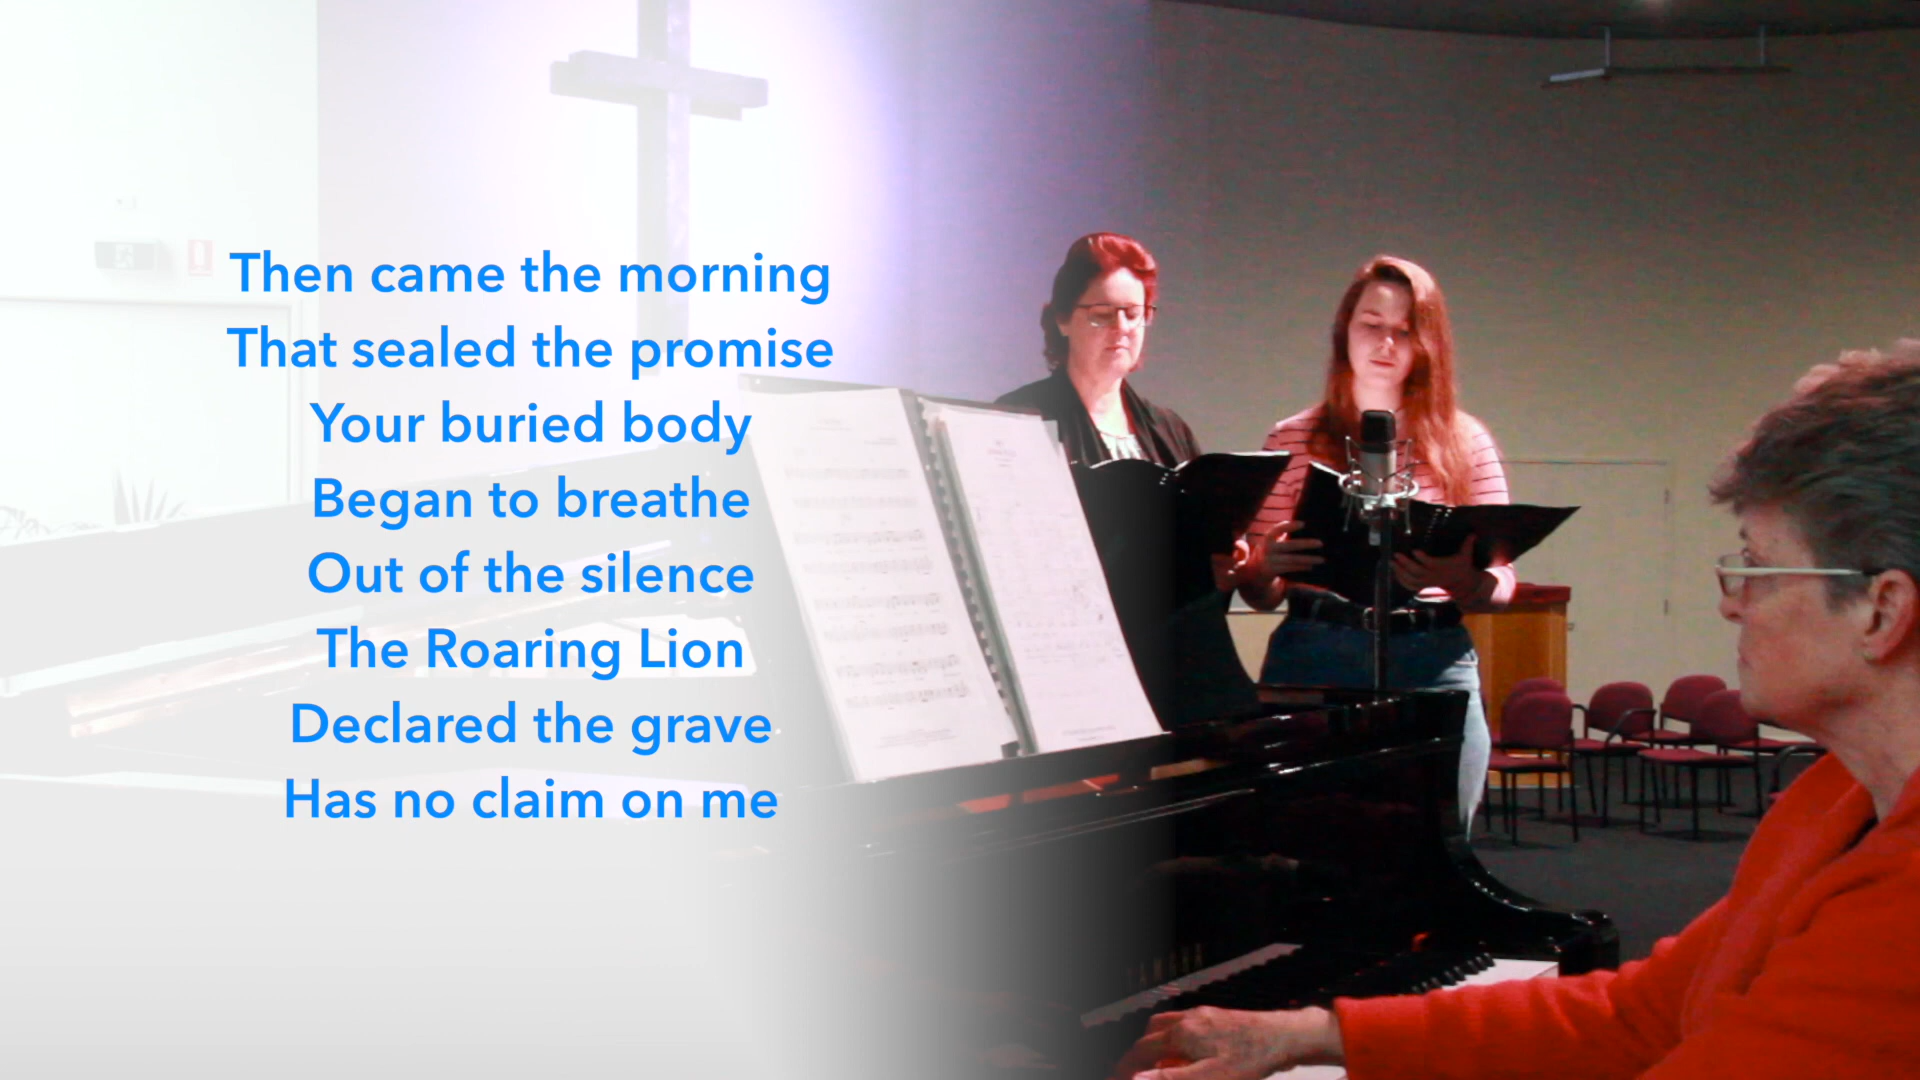 Then came the morning
That sealed the promise
Your buried body
Began to breathe
Out of the silence
The Roaring Lion
Declared the grave
Has no claim on me
YAMAHA